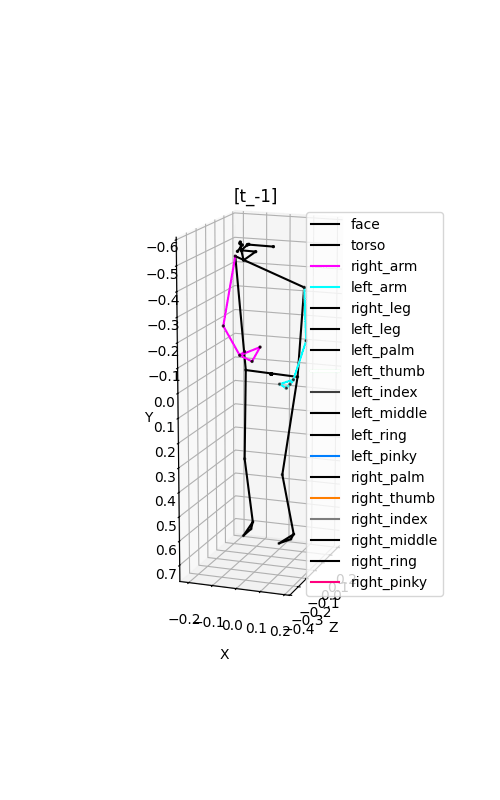 [t_-1]
face
torso
right_arm
left_arm
right_leg
left_leg
left_palm
left_thumb
left_index
left_middle
left_ring
left_pinky
right_palm
right_thumb
right_index
right_middle
right_ring
right_pinky
−0.6
−0.5
−0.4
−0.3
−0.2
−0.1
0.0
0.1
0.2
0.3
0.4
0.5
0.6
0.7
Y
−0.2
−0.1
0.0
0.1
0.2
X
−0.4
−0.3
−0.2
−0.1
Z